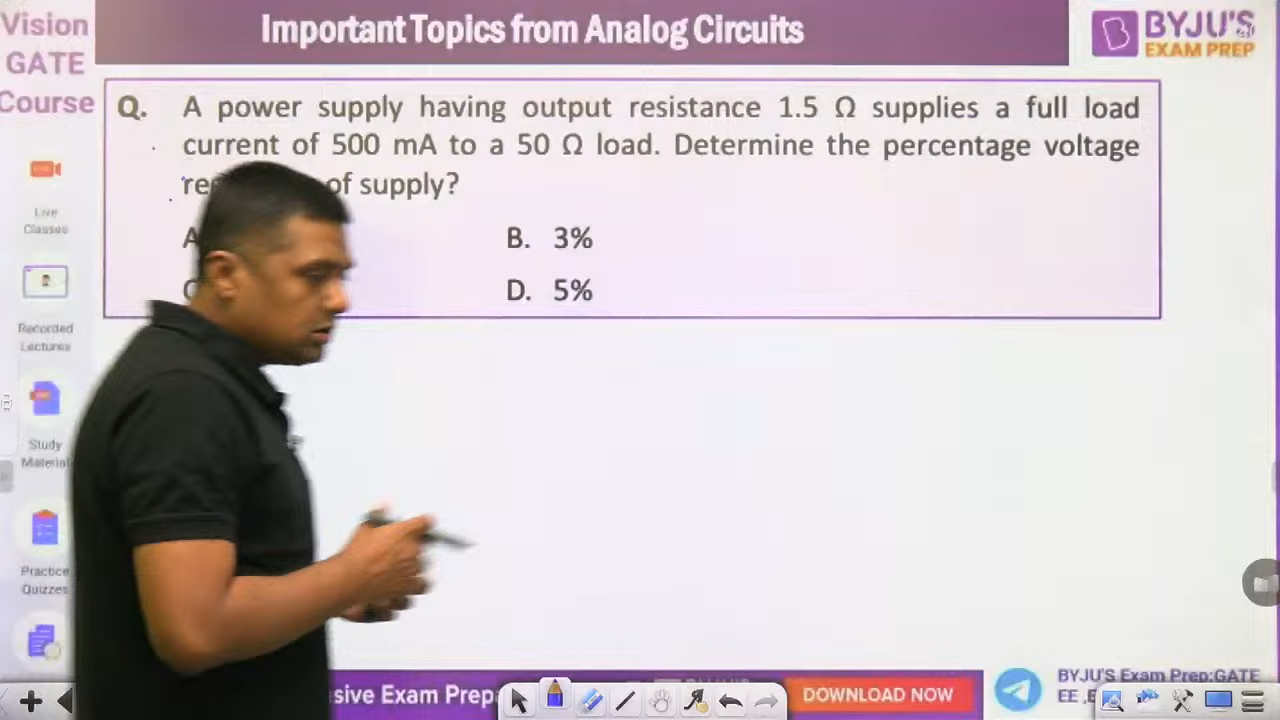 Vision
GATE
Course
Important Topics from Analog Circuits
BYJU'S
EXAM PREP
Q. A power supply having output resistance 1.5 Ω supplies a full load
current of 500 mA to a 50 Ω load. Determine the percentage voltage
of supply?
B. 3%
D. 5%
Live
Classes
Recorded
Lectures
Study
Material
Practice
Quizzes
DOWNLOAD NOW
BYJU'S Exam Prep:GATE